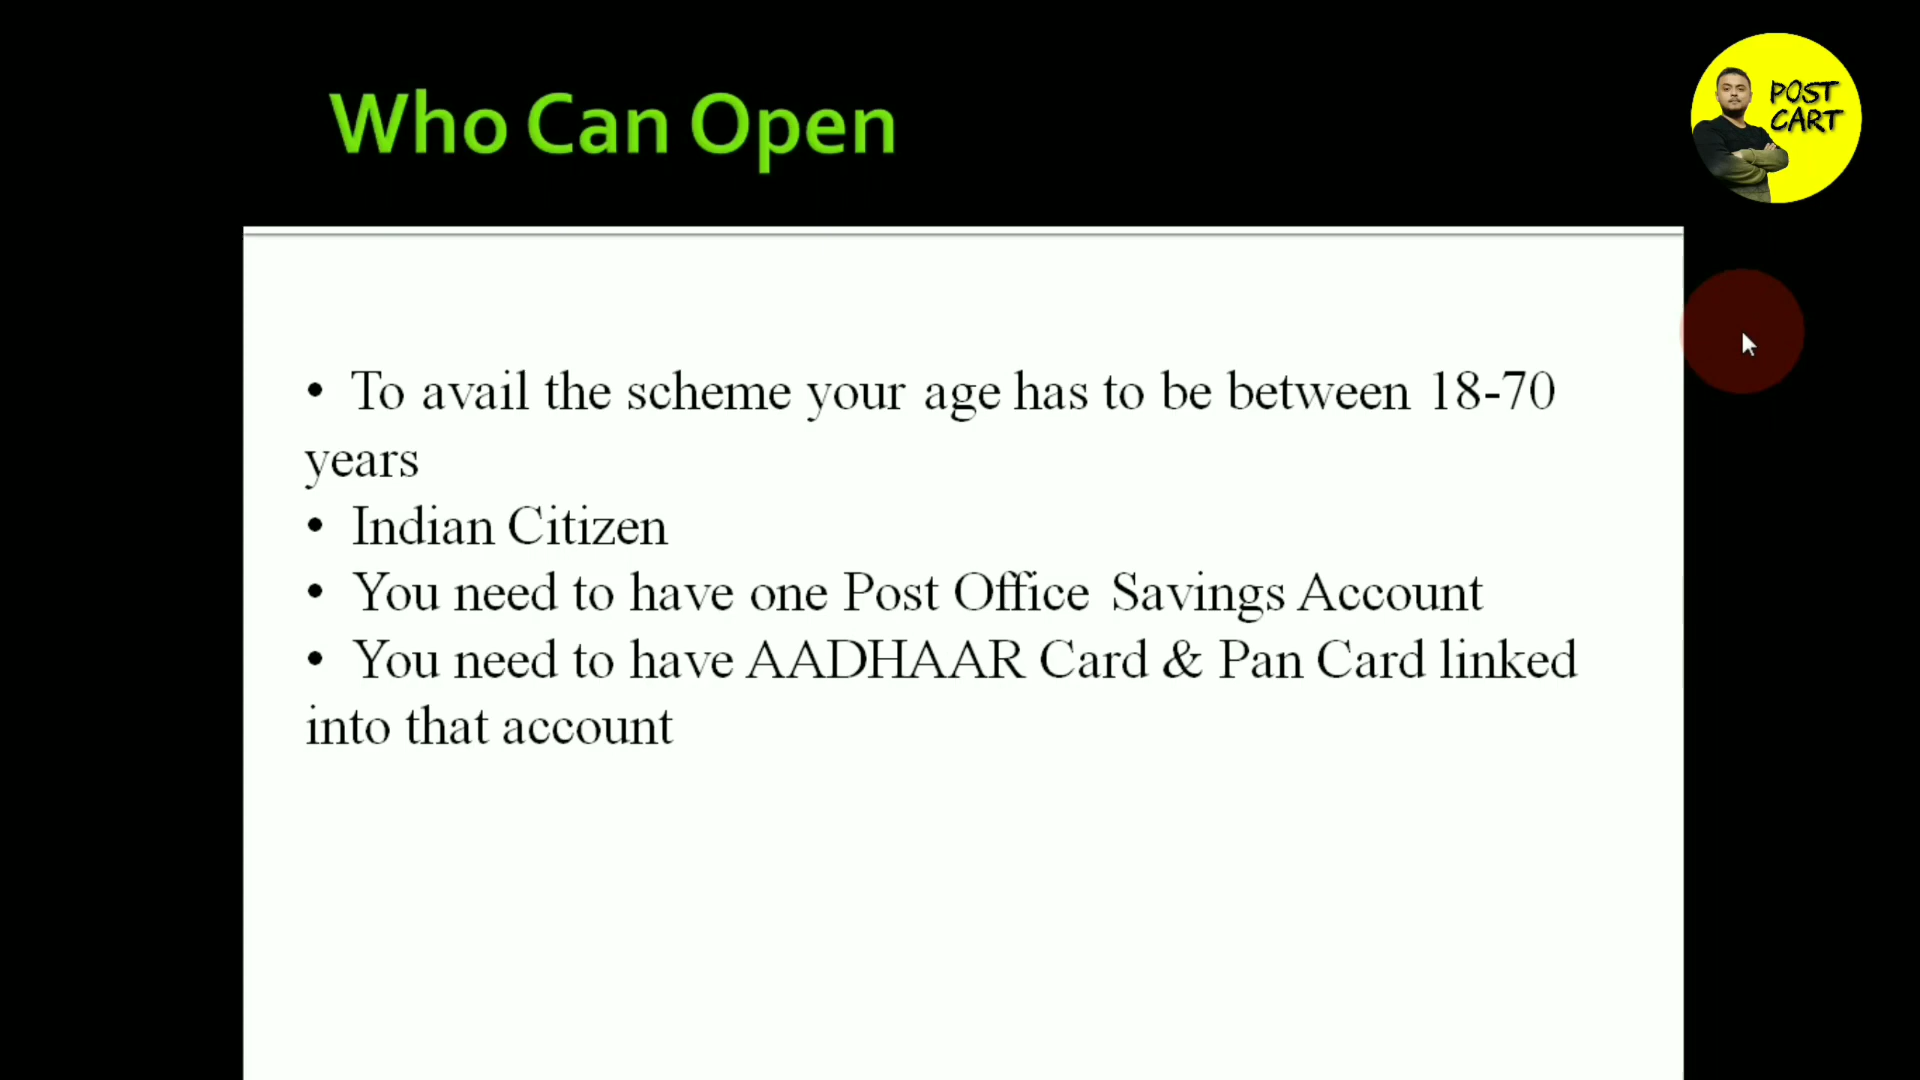 Who Can Open
POST
CART
• To avail the scheme your age has to be between 18-70
years
• Indian Citizen
• You need to have one Post Office Savings Account
• You need to have AADHAAR Card & Pan Card linked
into that account